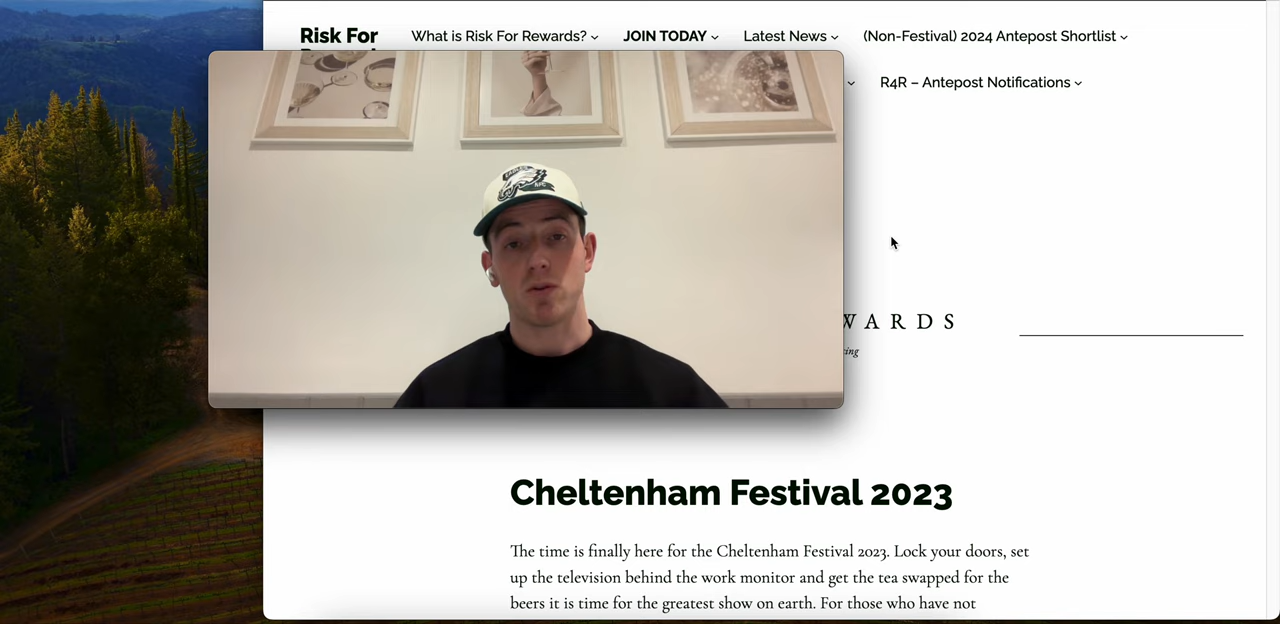 Risk For
What is Risk For Rewards?
JOIN TODAY
Latest News
(Non-Festival) 2024 Antepost Shortlist
R4R – Antepost Notifications
EAGLES
NFC
WARDS
Cheltenham Festival 2023
The time is finally here for the Cheltenham Festival 2023. Lock your doors, set
up the television behind the work monitor and get the tea swapped for the
beers it is time for the greatest show on earth. For those who have not